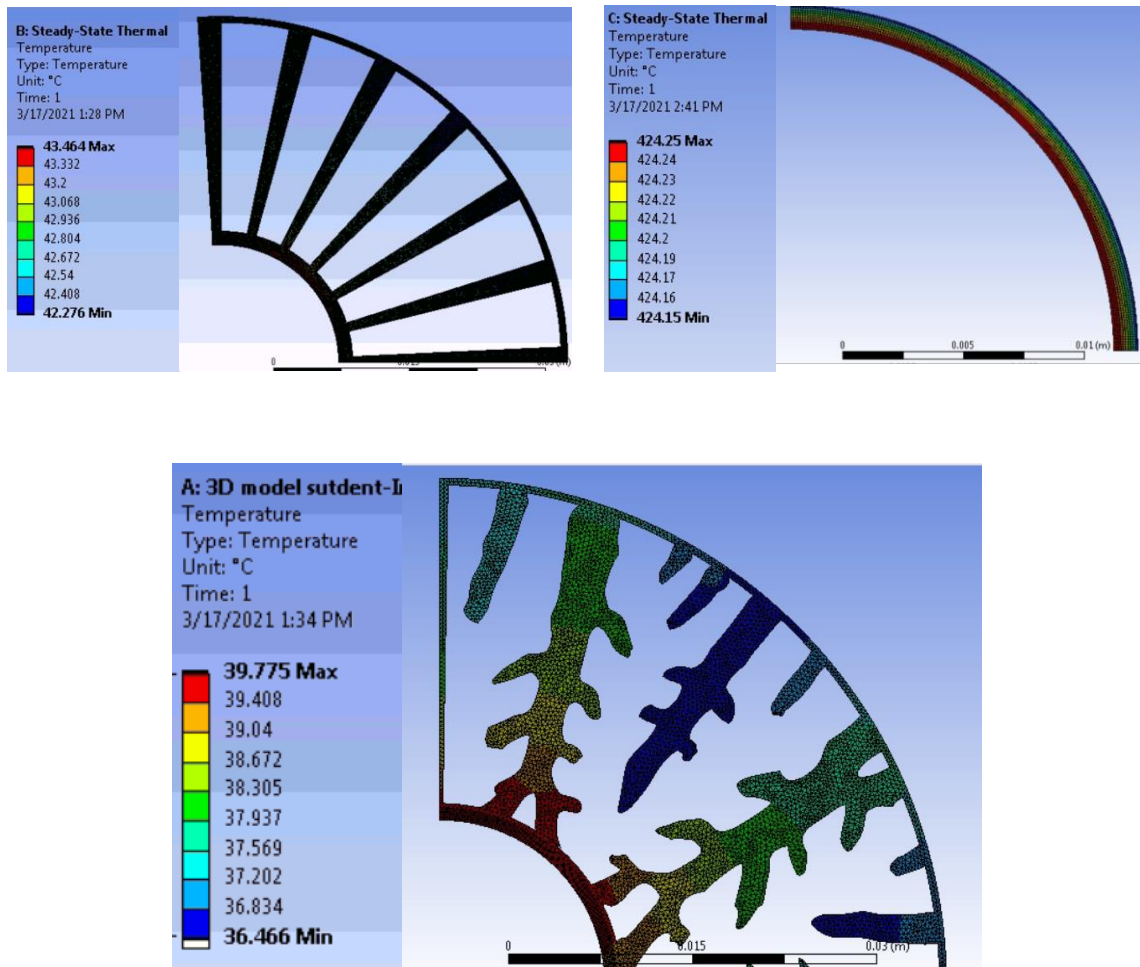 B: Steady-State Thermal
Temperature
Type: Temperature
Unit: °C
Time: 1
3/17/2021 1:28 PM
43.464 Max
43.332
43.2
43.068
42.936
42.804
42.672
42.54
42.408
42.276 Min
0
C: Steady-State Thermal
Temperature
Type: Temperature
Unit: °C
Time: 1
3/17/2021 2:41 PM
424.25 Max
424.24
424.23
424.22
424.21
424.2
424.19
424.17
424.16
424.15 Min
0
0.005
0.01 (m)
A: 3D model sutdent-I
Temperature
Type: Temperature
Unit: °C
Time: 1
3/17/2021 1:34 PM
39.775 Max
39.408
39.04
38.672
38.305
37.937
37.569
37.202
36.834
36.466 Min
0
0.015
0.03 (m)